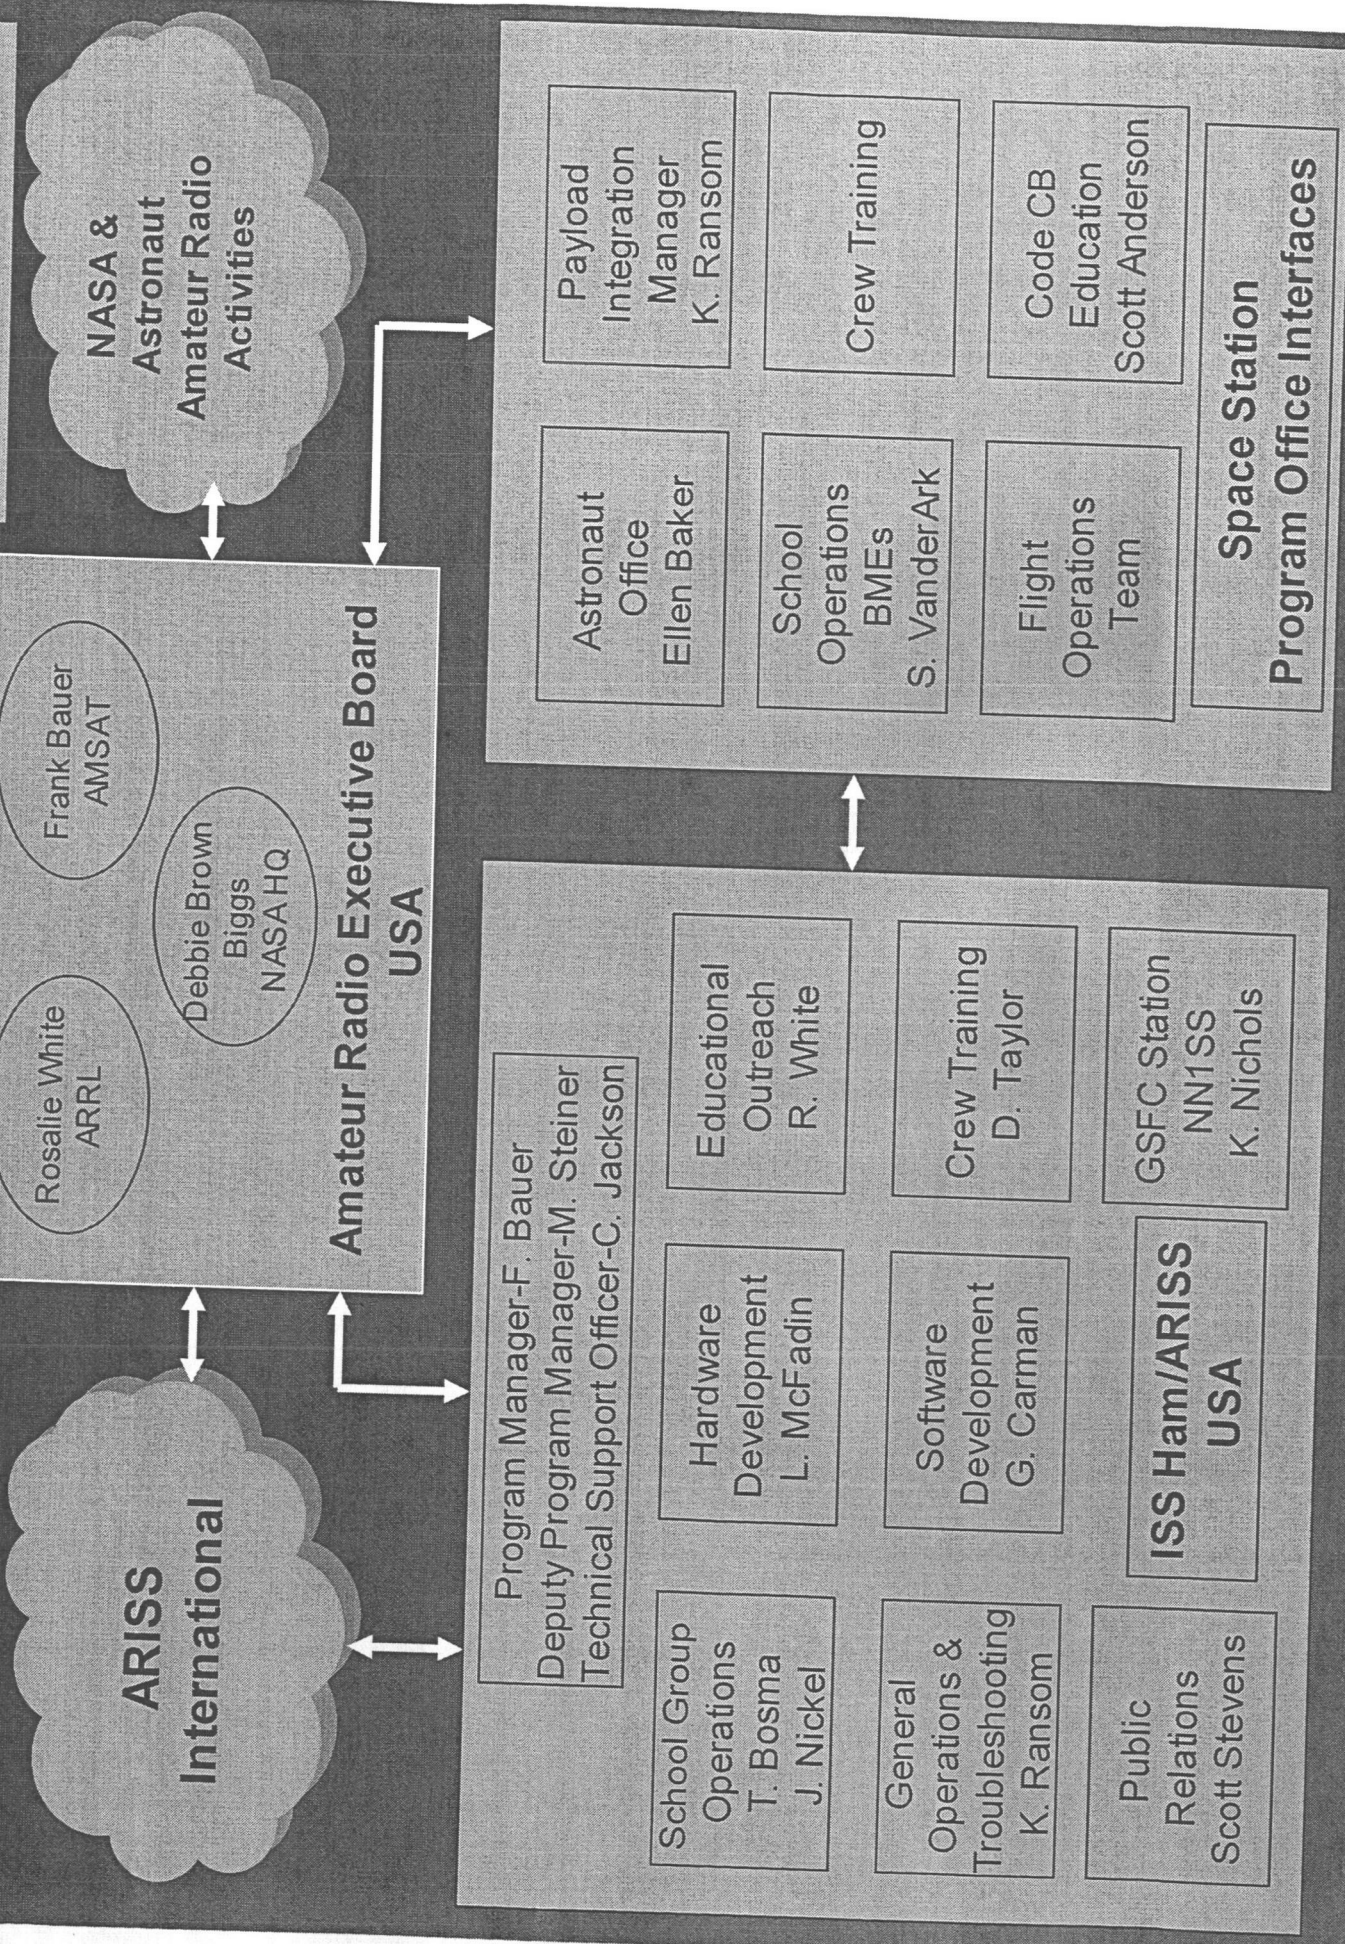 Rosalie White
ARRL
Frank Bauer
AMSAT
Debbie Brown
Biggs
NASA HQ
Amateur Radio Executive Board
USA
ARISS
International
NASA &
Astronaut
Amateur Radio
Activities
Program Manager-F. Bauer
Deputy Program Manager-M. Steiner
Technical Support Officer-C. Jackson
School Group
Operations
T. Bosma
J. Nickel
Hardware
Development
L. McFadin
Educational
Outreach
R. White
General
Operations &
Troubleshooting
K. Ransom
Software
Development
G. Carman
Crew Training
D. Taylor
Public
Relations
Scott Stevens
ISS Ham/ARISS
USA
GSFC Station
NN1SS
K. Nichols
Astronaut
Office
Ellen Baker
Payload
Integration
Manager
K. Ransom
School
Operations
BMEs
S. VanderArk
Crew Training
Flight
Operations
Team
Code CB
Education
Scott Anderson
Space Station
Program Office Interfaces